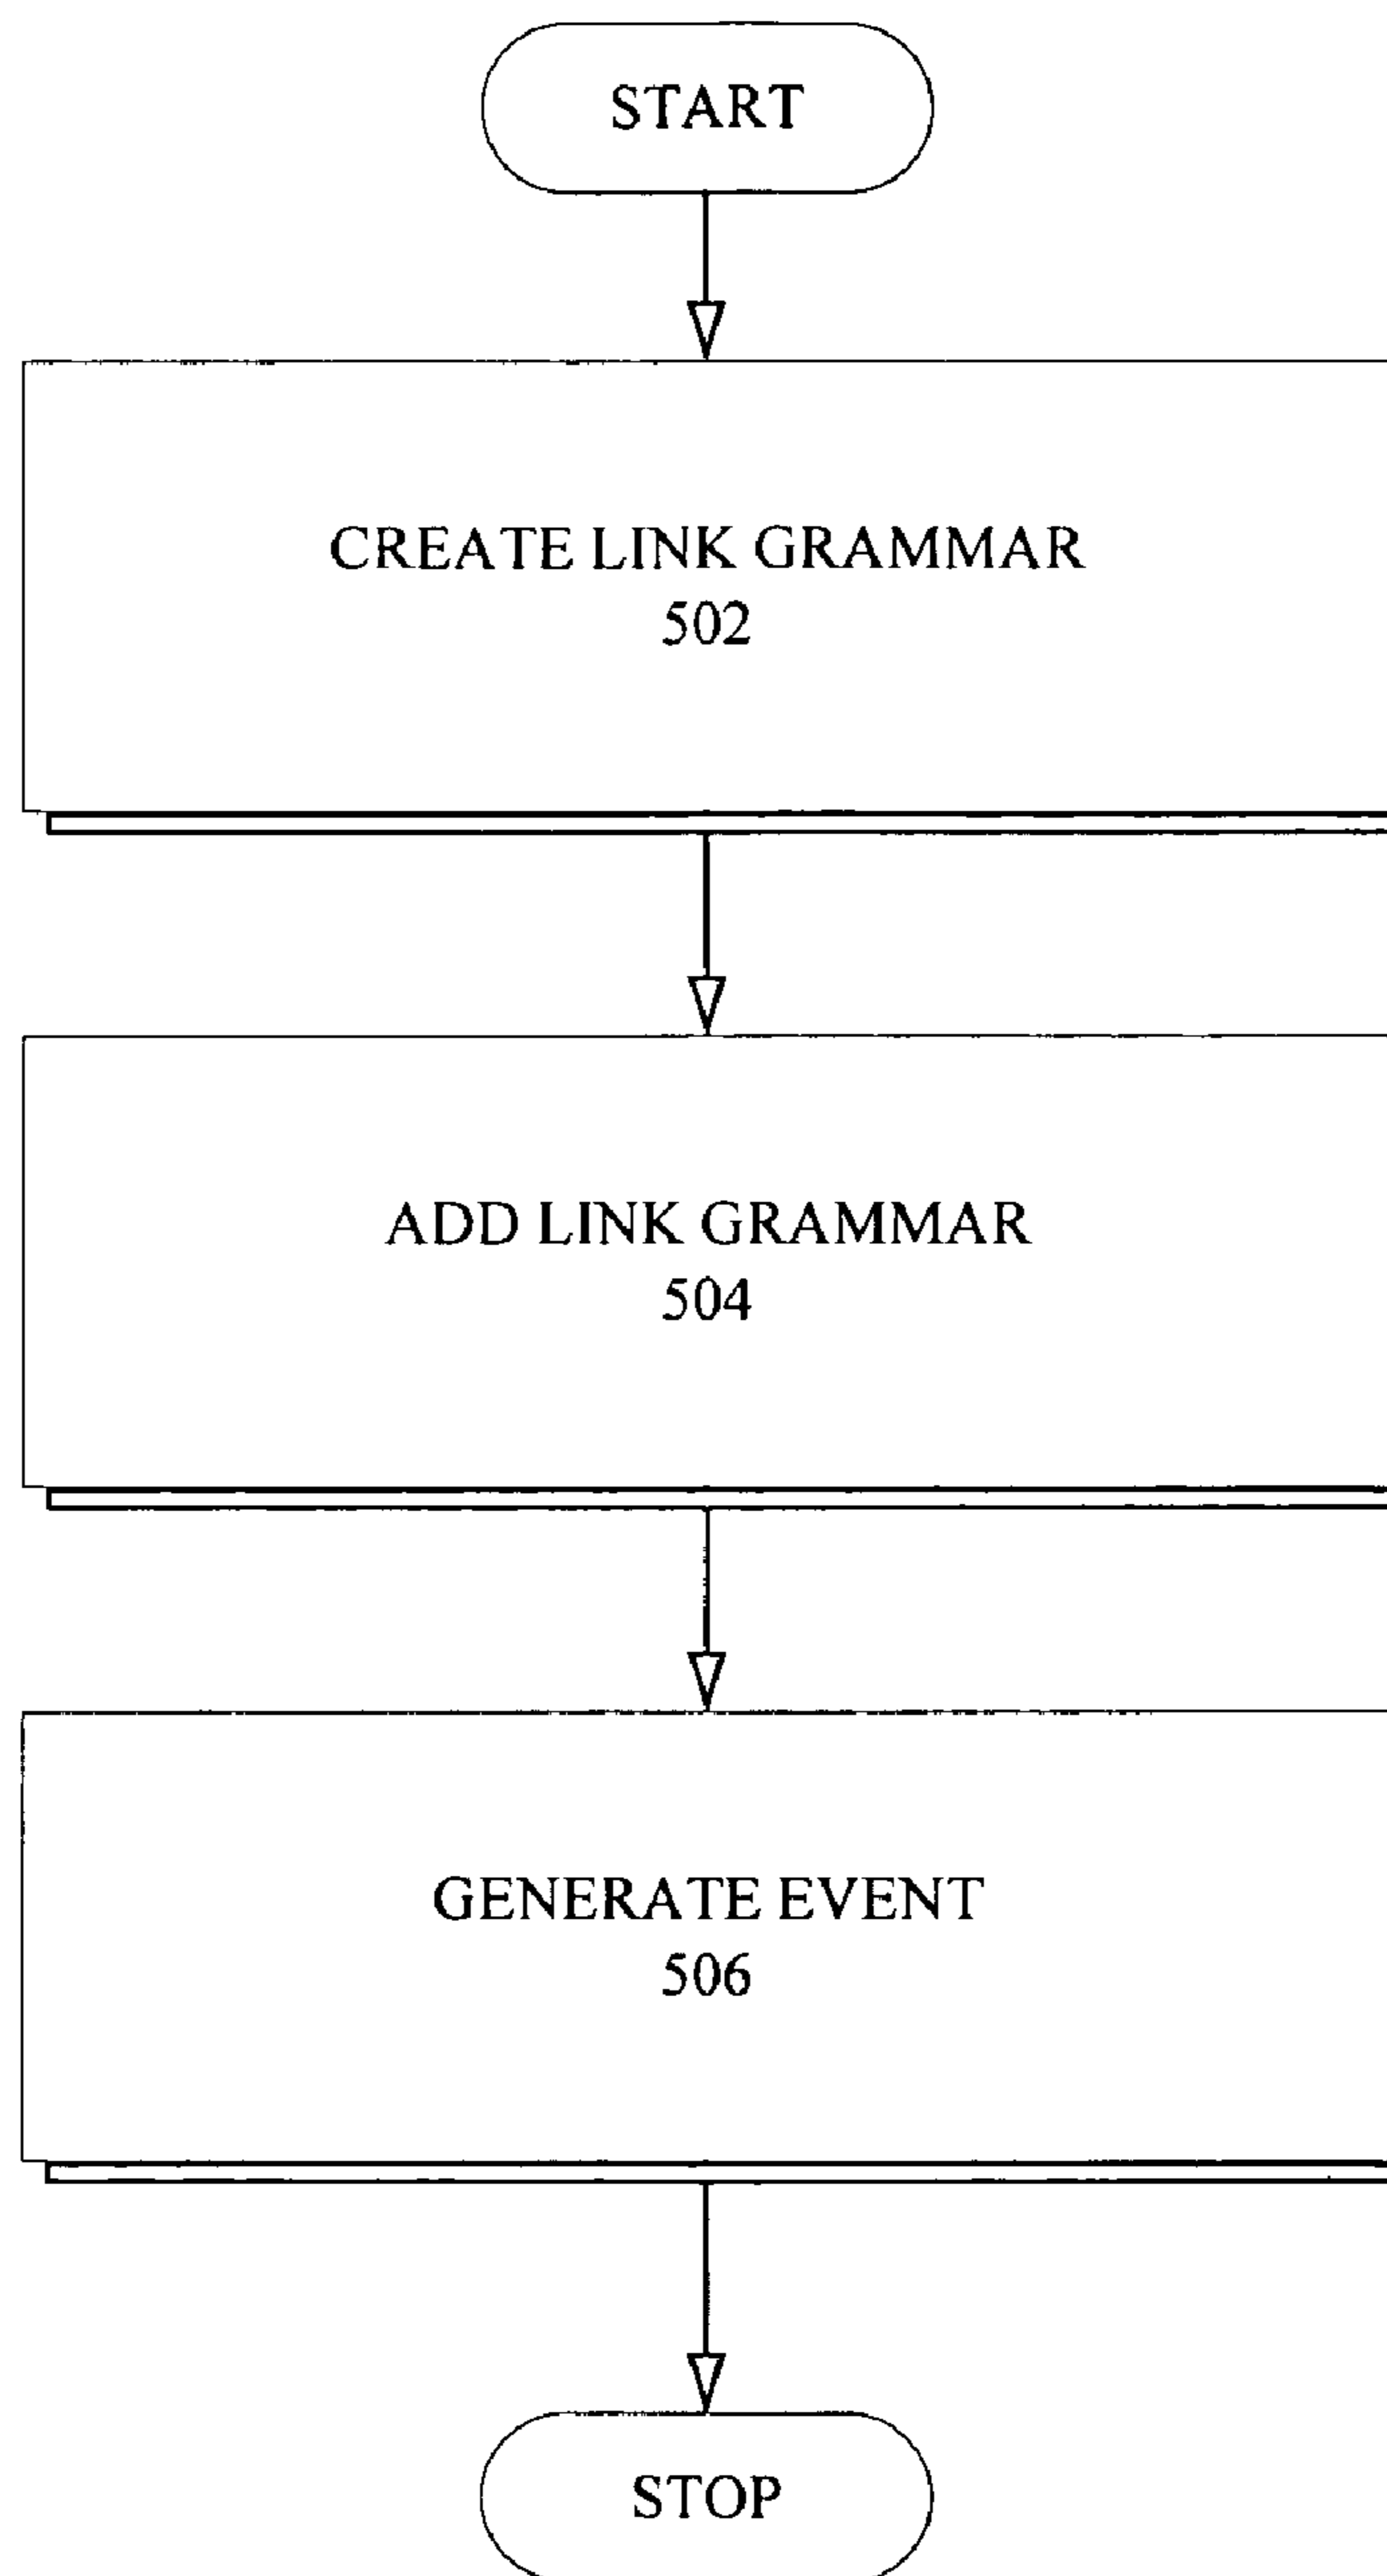 START
CREATE LINK GRAMMAR
502
ADD LINK GRAMMAR
504
GENERATE EVENT
506
STOP